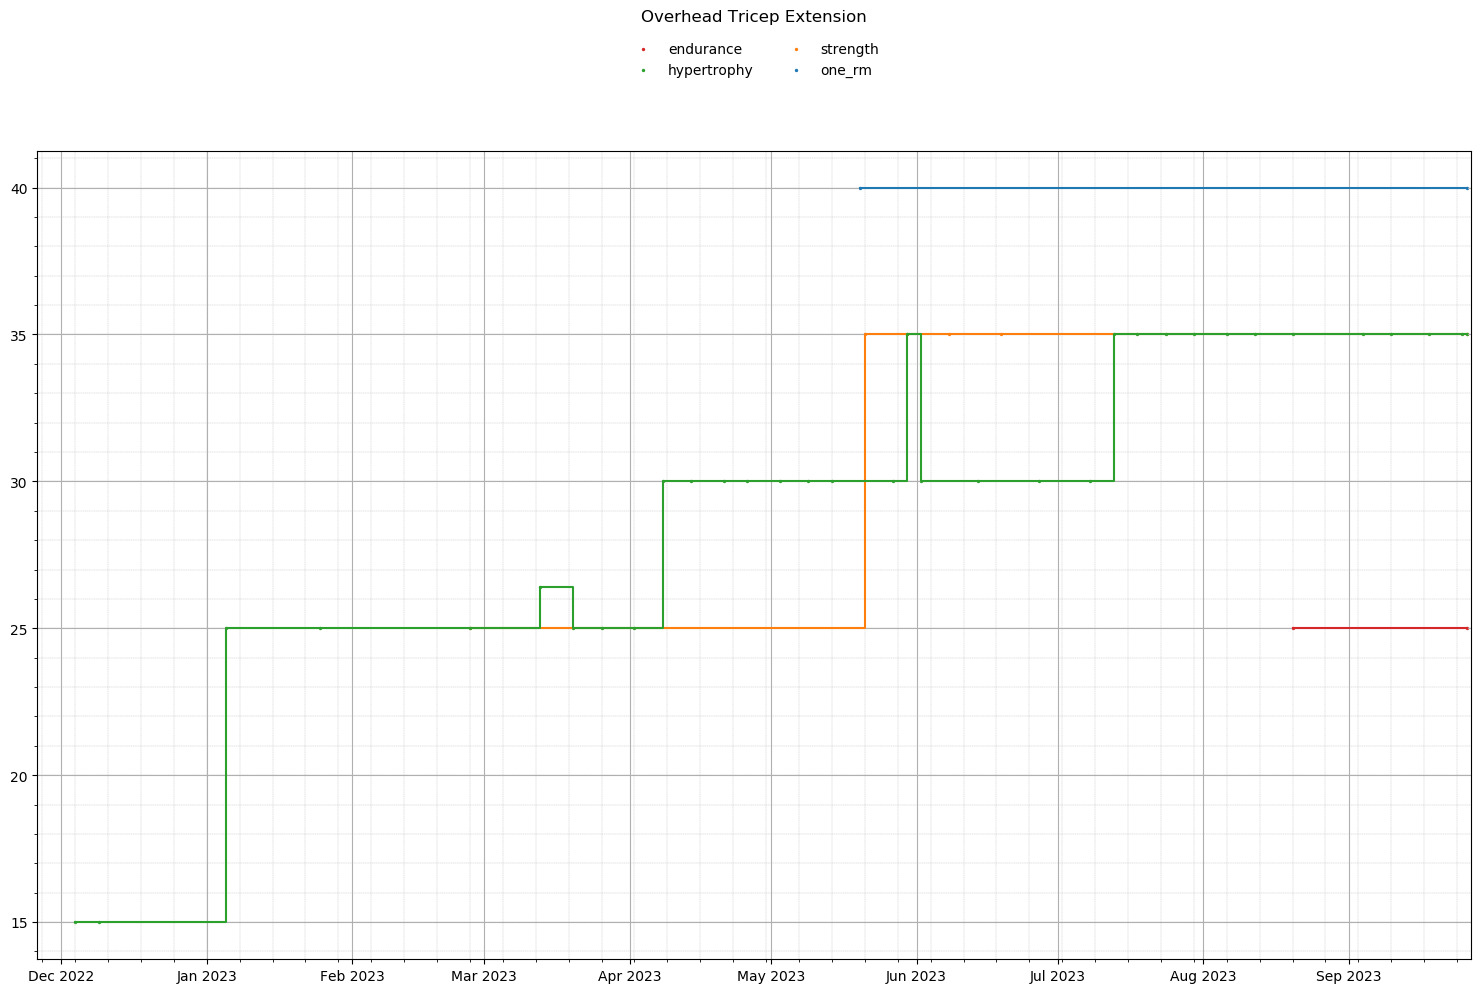 Overhead Tricep Extension
endurance strength
hypertrophy one_rm
40
35
30
25
20
15
Dec 2022 Jan 2023 Feb 2023 Mar 2023 Apr 2023 May 2023 Jun 2023 Jul 2023 Aug 2023 Sep 2023